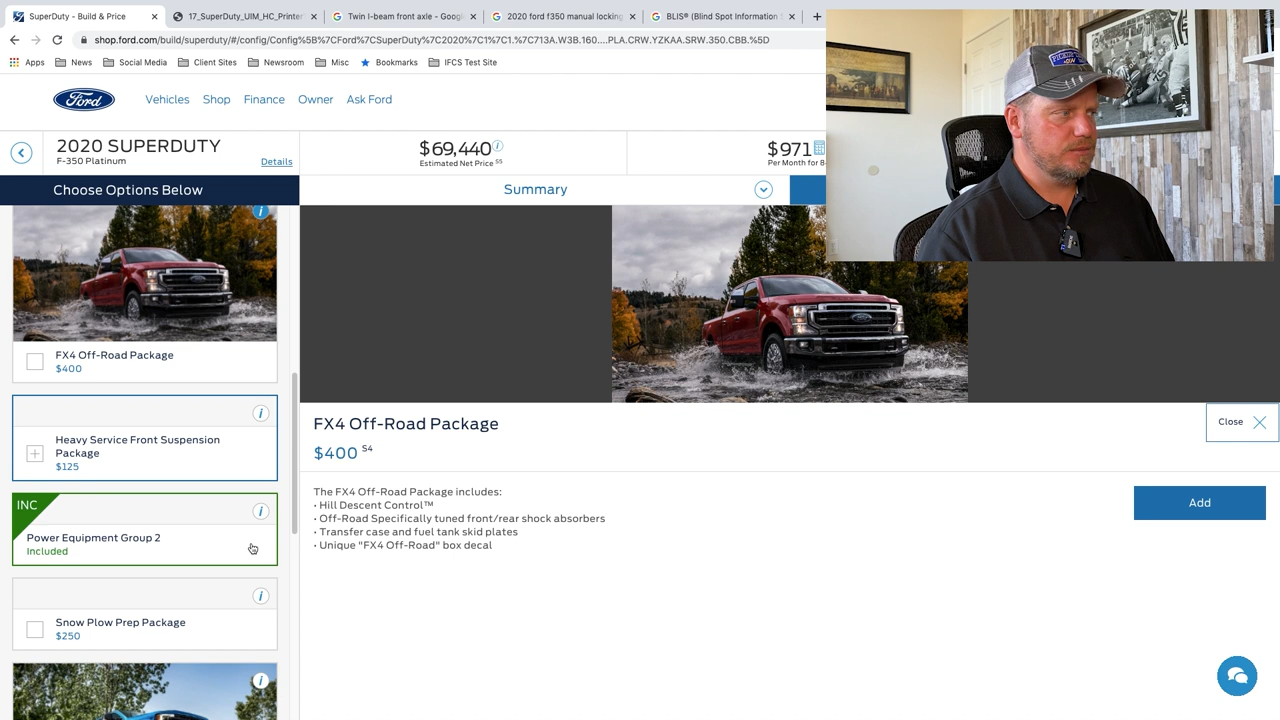 SuperDuty - Build & Price
17_SuperDuty_UIM_HC_Printer
Twin I-beam front axle - Goog
2020 ford f350 manual locking
BLIS® (Blind Spot Information
shop.ford.com/build/superduty/#/config/Config%5B%7CFord%7CSuperDuty%7C2020%7C1%7C1.%7C713A.W3B.160....PLA.CRW.YZKAA.SRW.350.CBB.%5D
Apps
News
Social Media
Client Sites
Newsroom
Misc
Bookmarks
IFCS Test Site
Ford
Vehicles
Shop
Finance
Owner
Ask Ford
2020 SUPERDUTY
F-350 Platinum
Details
$69,440
Estimated Net Price
$971
Per Month for 8
Choose Options Below
Summary
FX4 Off-Road Package
$400
Heavy Service Front Suspension
Package
$125
INC
Power Equipment Group 2
Included
Snow Plow Prep Package
$250
FX4 Off-Road Package
$400 S4
Close
The FX4 Off-Road Package includes:
• Hill Descent Control™
• Off-Road Specifically tuned front/rear shock absorbers
• Transfer case and fuel tank skid plates
• Unique "FX4 Off-Road" box decal
Add